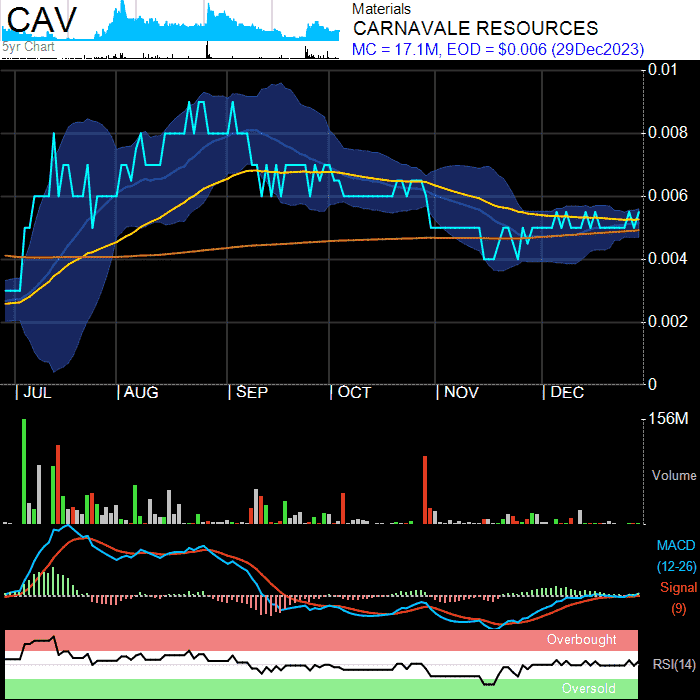 CAV
5yr Chart
Materials
CARNAVALE RESOURCES
MC = 17.1M, EOD = $0.006 (29Dec2023)
0.01
0.008
0.006
0.004
0.002
0
JUL
AUG
SEP
OCT
NOV
DEC
156M
Volume
MACD
(12-26)
Signal
(9)
Overbought
RSI(14)
Oversold